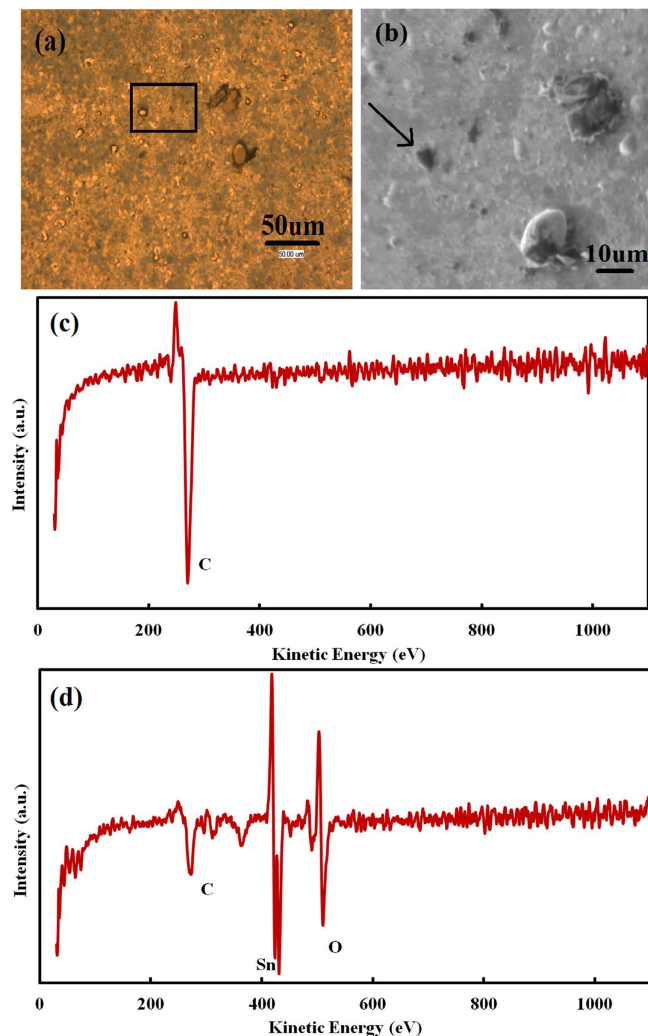 (a)
50um
50.00 um
(b)
10um
(c)
Intensity (a.u.)
C
0 200 400 600 800 1000
Kinetic Energy (eV)
(d)
Intensity (a.u.)
C
Sn
O
0 200 400 600 800 1000
Kinetic Energy (eV)